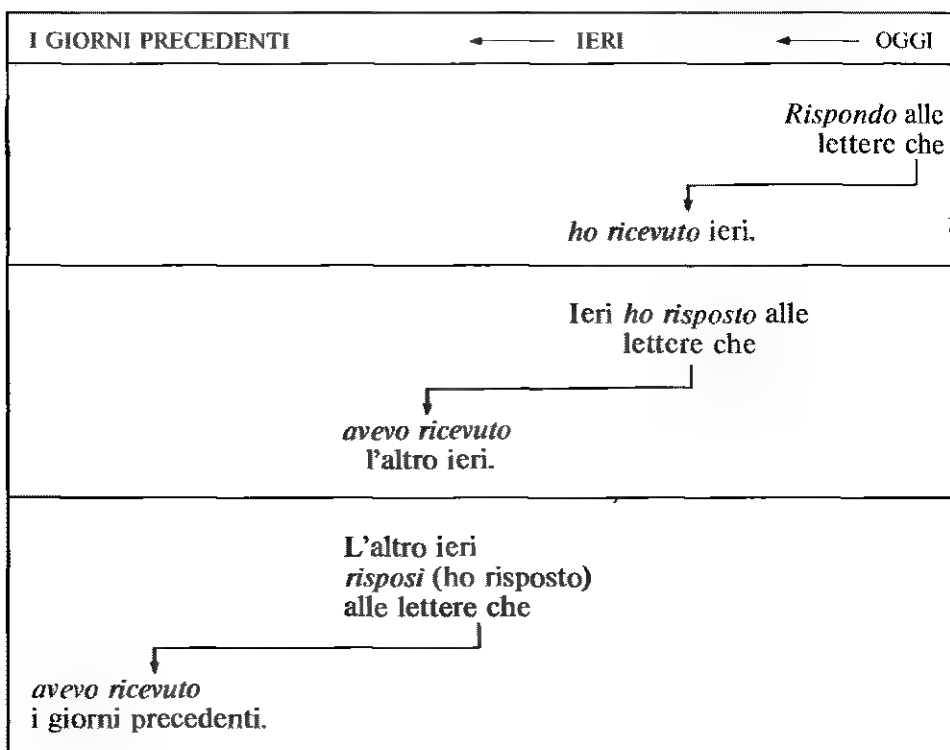 I GIORNI PRECEDENTI ← IERI ← OGGI
Rispondo alle
lettere che
ho ricevuto ieri.
Ieri ho risposto alle
lettere che
avevo ricevuto
l'altro ieri.
L'altro ieri
risposi (ho risposto)
alle lettere che
avevo ricevuto
i giorni precedenti.